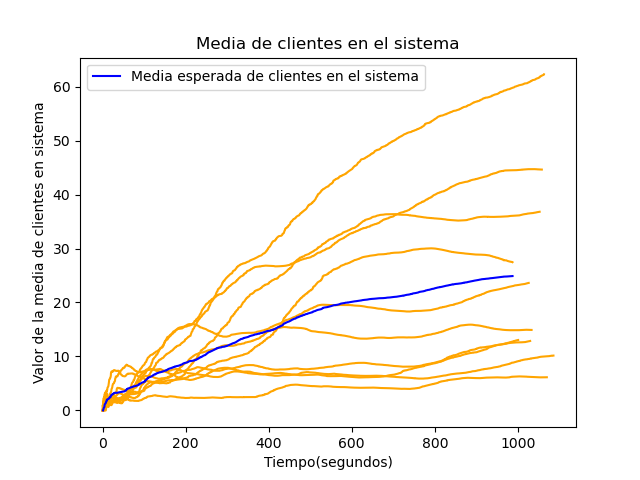 Media de clientes en el sistema
Media esperada de clientes en el sistema
Valor de la media de clientes en sistema
60
50
40
30
20
10
0
0 200 400 600 800 1000
Tiempo(segundos)